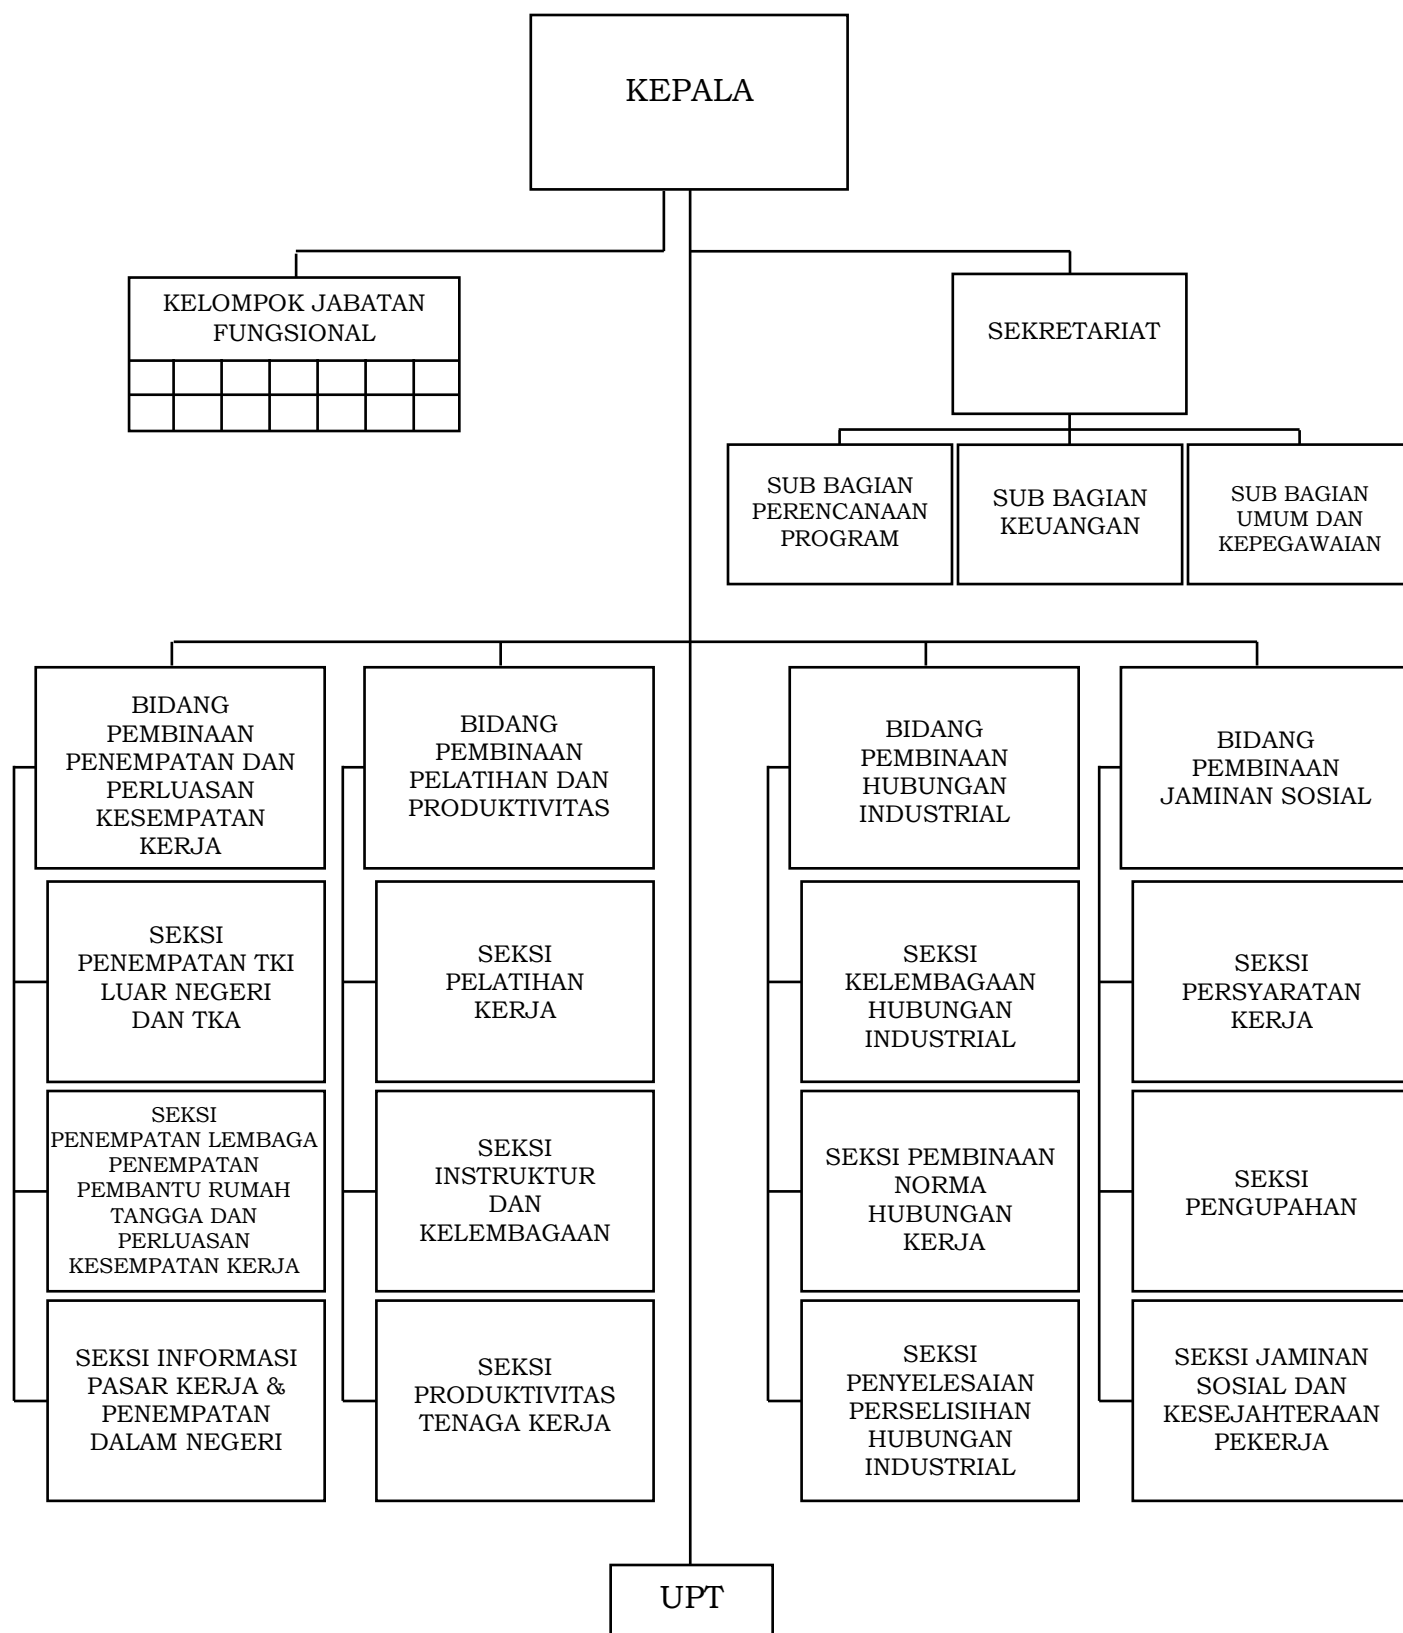 KEPALA
KELOMPOK JABATAN
FUNGSIONAL
SEKRETARIAT
SUB BAGIAN
PERENCANAAN
PROGRAM
SUB BAGIAN
KEUANGAN
SUB BAGIAN
UMUM DAN
KEPEGAWAIAN
BIDANG
PEMBINAAN
PENEMPATAN DAN
PERLUASAN
KESEMPATAN
KERJA
BIDANG
PEMBINAAN
PELATIHAN DAN
PRODUKTIVITAS
BIDANG
PEMBINAAN
HUBUNGAN
INDUSTRIAL
BIDANG
PEMBINAAN
JAMINAN SOSIAL
SEKSI
PENEMPATAN TKI
LUAR NEGERI
DAN TKA
SEKSI
PELATIHAN
KERJA
SEKSI
KELEMBAGAAN
HUBUNGAN
INDUSTRIAL
SEKSI
PERSYARATAN
KERJA
SEKSI
PENEMPATAN LEMBAGA
PENEMPATAN
PEMBANTU RUMAH
TANGGA DAN
PERLUASAN
KESEMPATAN KERJA
SEKSI
INSTRUKTUR
DAN
KELEMBAGAAN
SEKSI PEMBINAAN
NORMA
HUBUNGAN
KERJA
SEKSI
PENGUPAHAN
SEKSI INFORMASI
PASAR KERJA &
PENEMPATAN
DALAM NEGERI
SEKSI
PRODUKTIVITAS
TENAGA KERJA
SEKSI
PENYELESAIAN
PERSELISIHAN
HUBUNGAN
INDUSTRIAL
SEKSI JAMINAN
SOSIAL DAN
KESEJAHTERAAN
PEKERJA
UPT